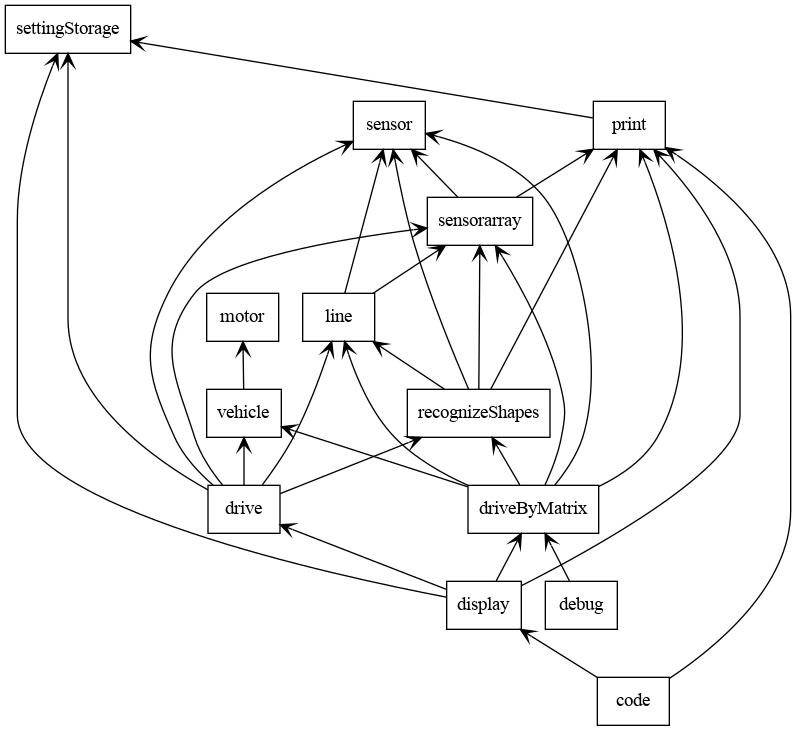 settingStorage
sensor
print
sensorarray
motor
line
vehicle
recognizeShapes
drive
driveByMatrix
display
debug
code